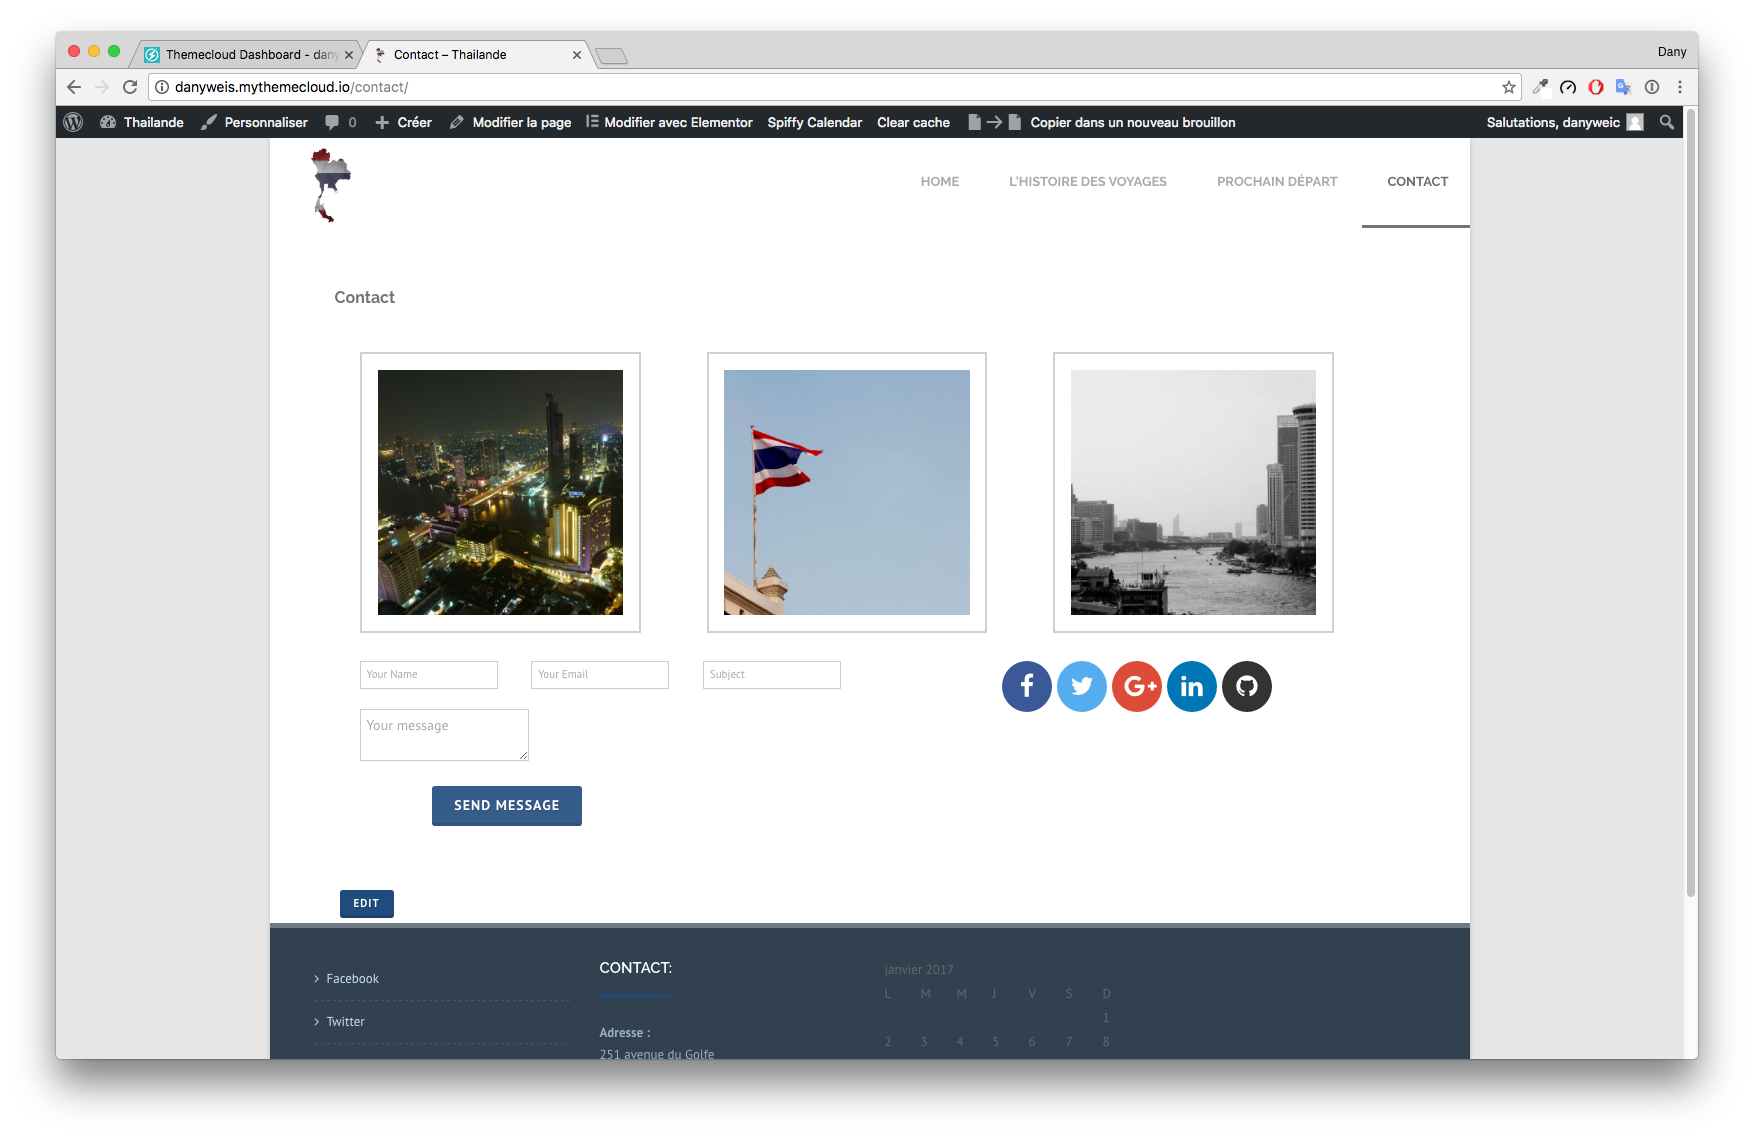 Themecloud Dashboard - dany
Contact – Thailande
Dany
danyweis.mythemecloud.io/contact/
Thailande Personnaliser 0 Créer Modifier la page Modifier avec Elementor Spiffy Calendar Clear cache Copier dans un nouveau brouillon Salutations, danyweic
HOME L'HISTOIRE DES VOYAGES PROCHAIN DÉPART CONTACT
Contact
Your Name Your Email Subject
Your message
SEND MESSAGE
EDIT
Facebook
Twitter
CONTACT:
Adresse :
251 avenue du Golfe
janvier 2017
L M M J V S D
1
2 3 4 5 6 7 8